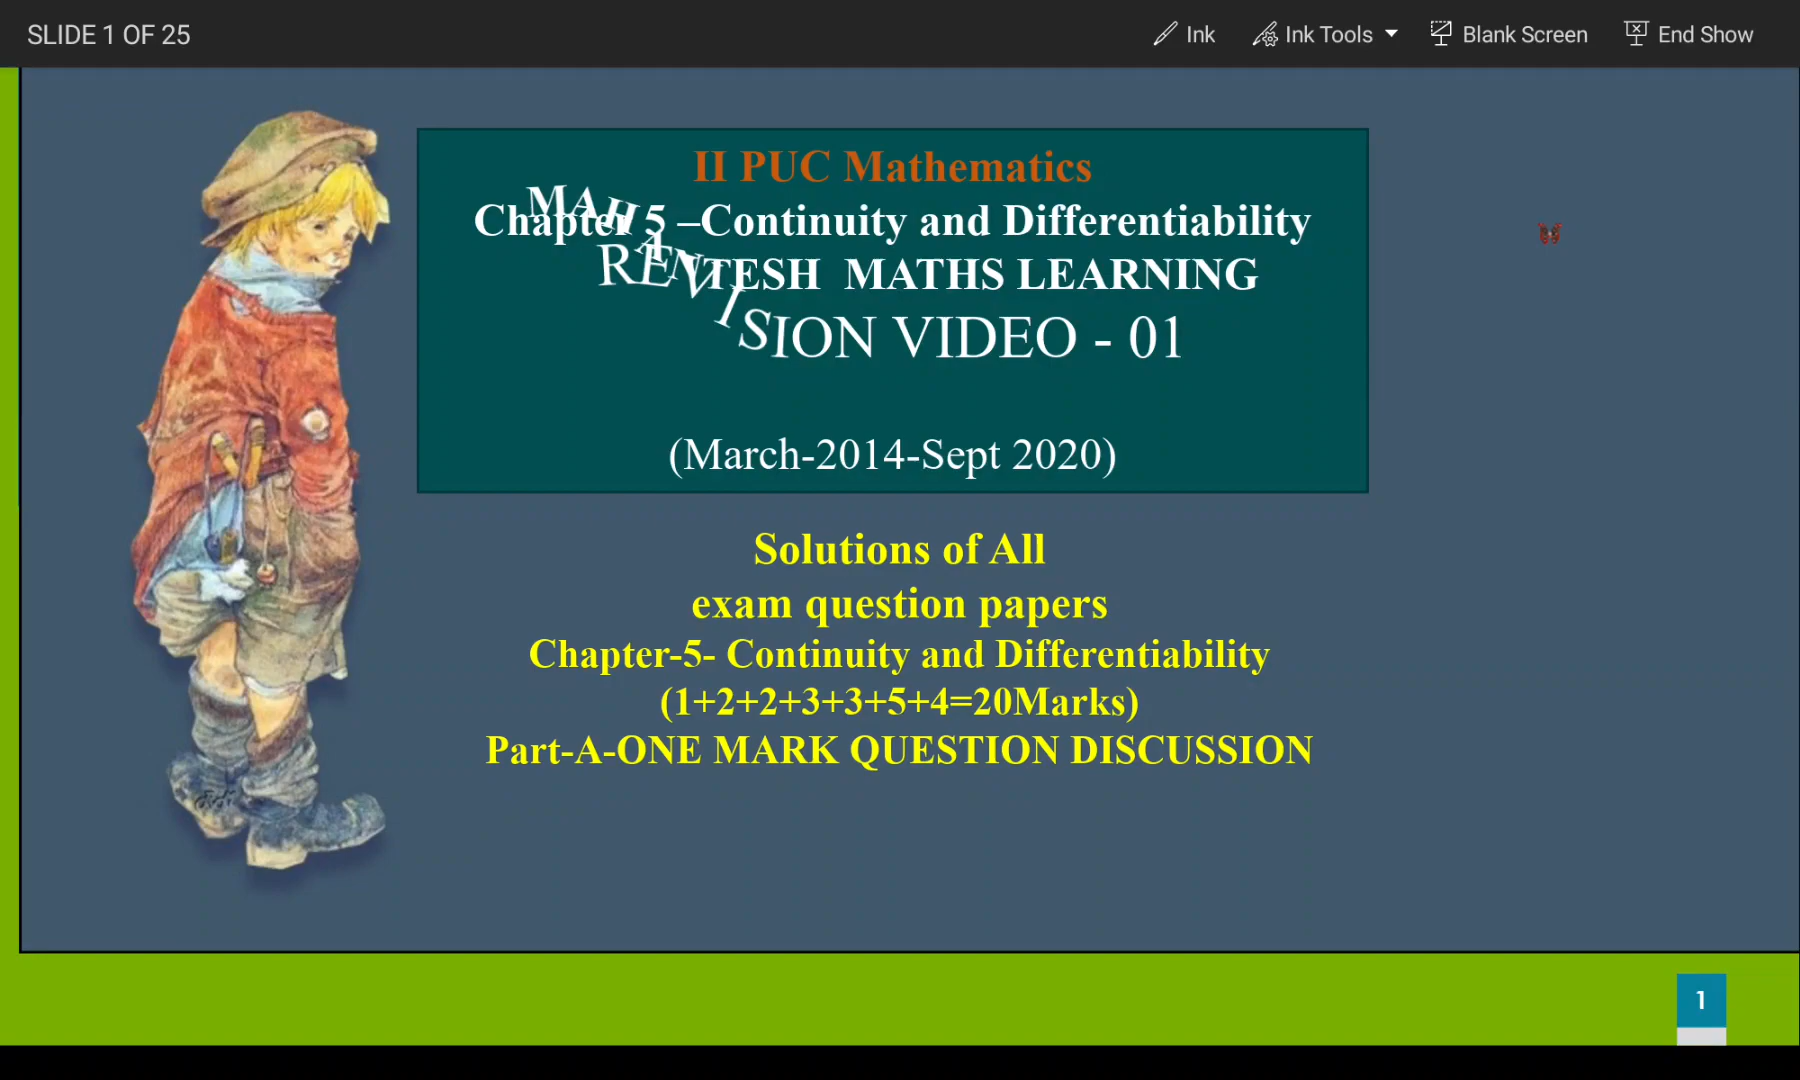 SLIDE 1 OF 25
Ink
Ink Tools
Blank Screen
End Show
II PUC Mathematics
Chapter 5 –Continuity and Differentiability
MAHANTESH MATHS LEARNING
REVISION VIDEO - 01
(March-2014-Sept 2020)
Solutions of All
exam question papers
Chapter-5- Continuity and Differentiability
(1+2+2+3+3+5+4=20Marks)
Part-A-ONE MARK QUESTION DISCUSSION
1